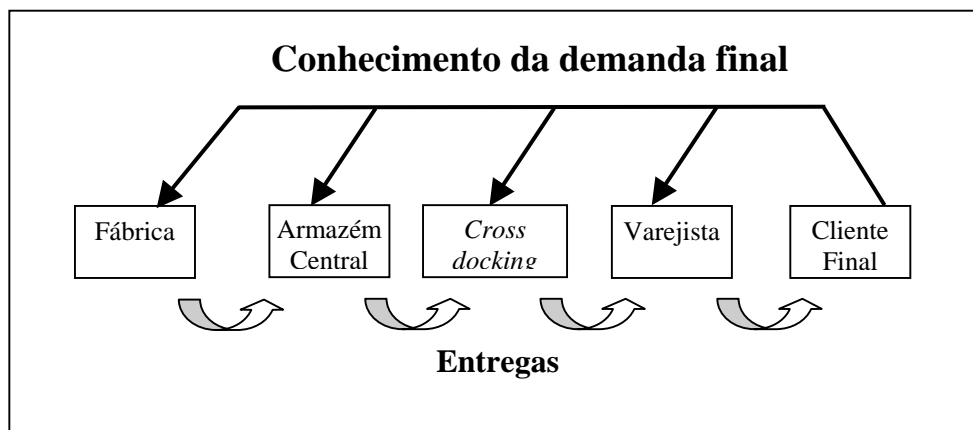 Conhecimento da demanda final
Fábrica
Armazém
Central
Cross
docking
Varejista
Cliente
Final
Entregas